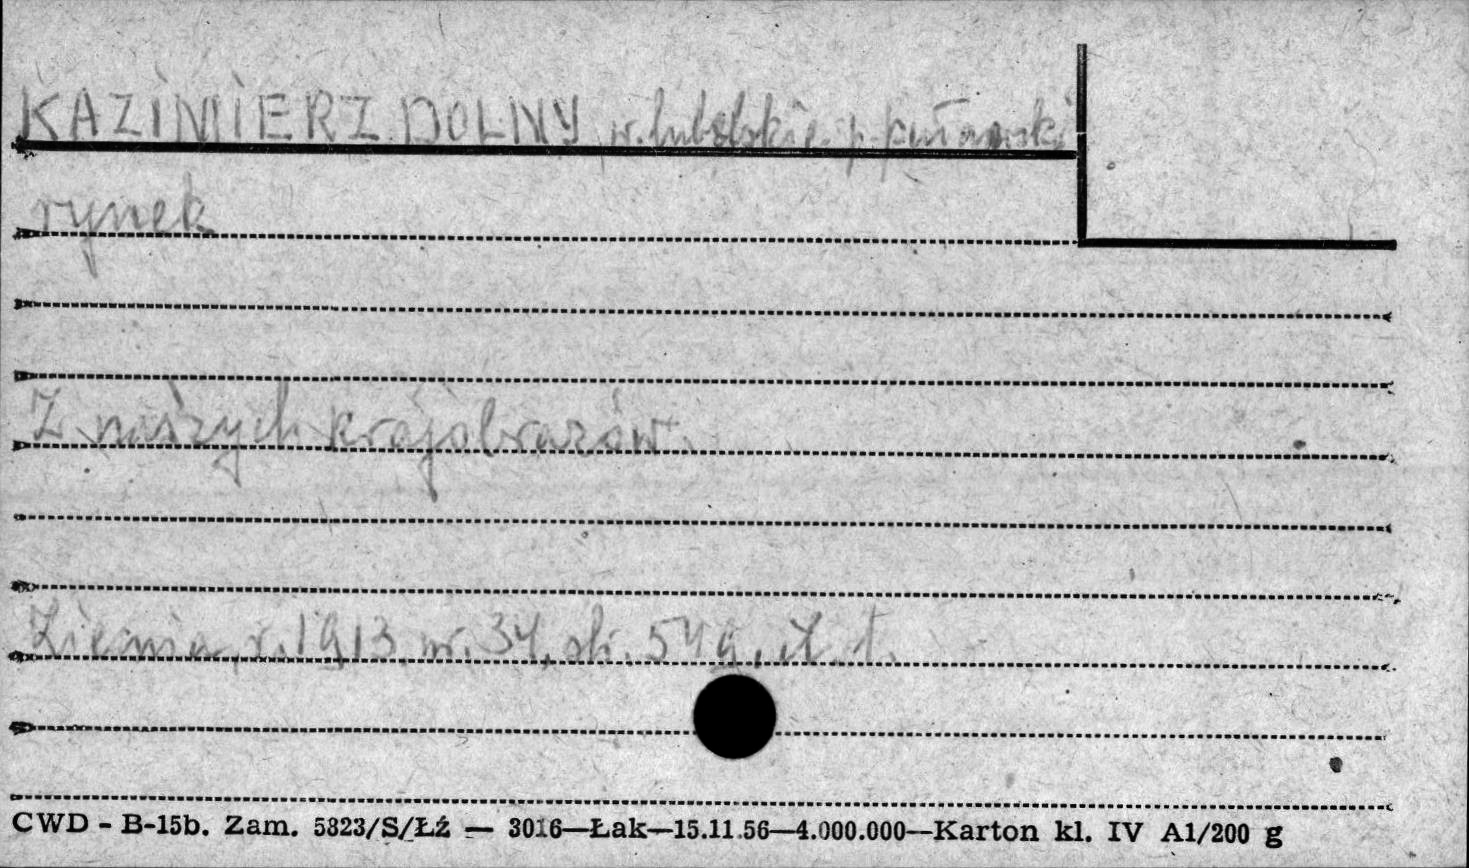 KAZIMIERZ DOLNY w. lubelskie p. puławski
rynek
Z naszych krajobrazów.
Ziemia, r. 1913, nr. 34, str. 549, il. 1.
CWD - B-15b. Zam. 5823/S/Łź — 3016—Łak—15.11.56—4.000.000—Karton kl. IV A1/200 g